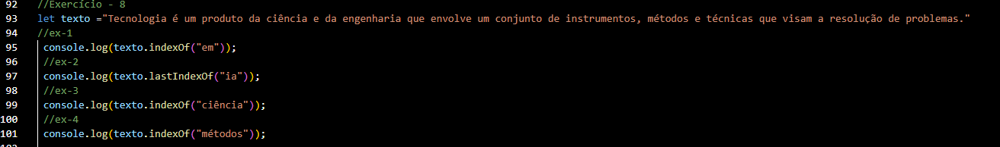 92 //Exercício - 8
93 let texto ="Tecnologia é um produto da ciência e da engenharia que envolve um conjunto de instrumentos, métodos e técnicas que visam a resolução de problemas."
94 //ex-1
95 console.log(texto.indexOf("em"));
96 //ex-2
97 console.log(texto.lastIndexOf("ia"));
98 //ex-3
99 console.log(texto.indexOf("ciência"));
100 //ex-4
101 console.log(texto.indexOf("métodos"));